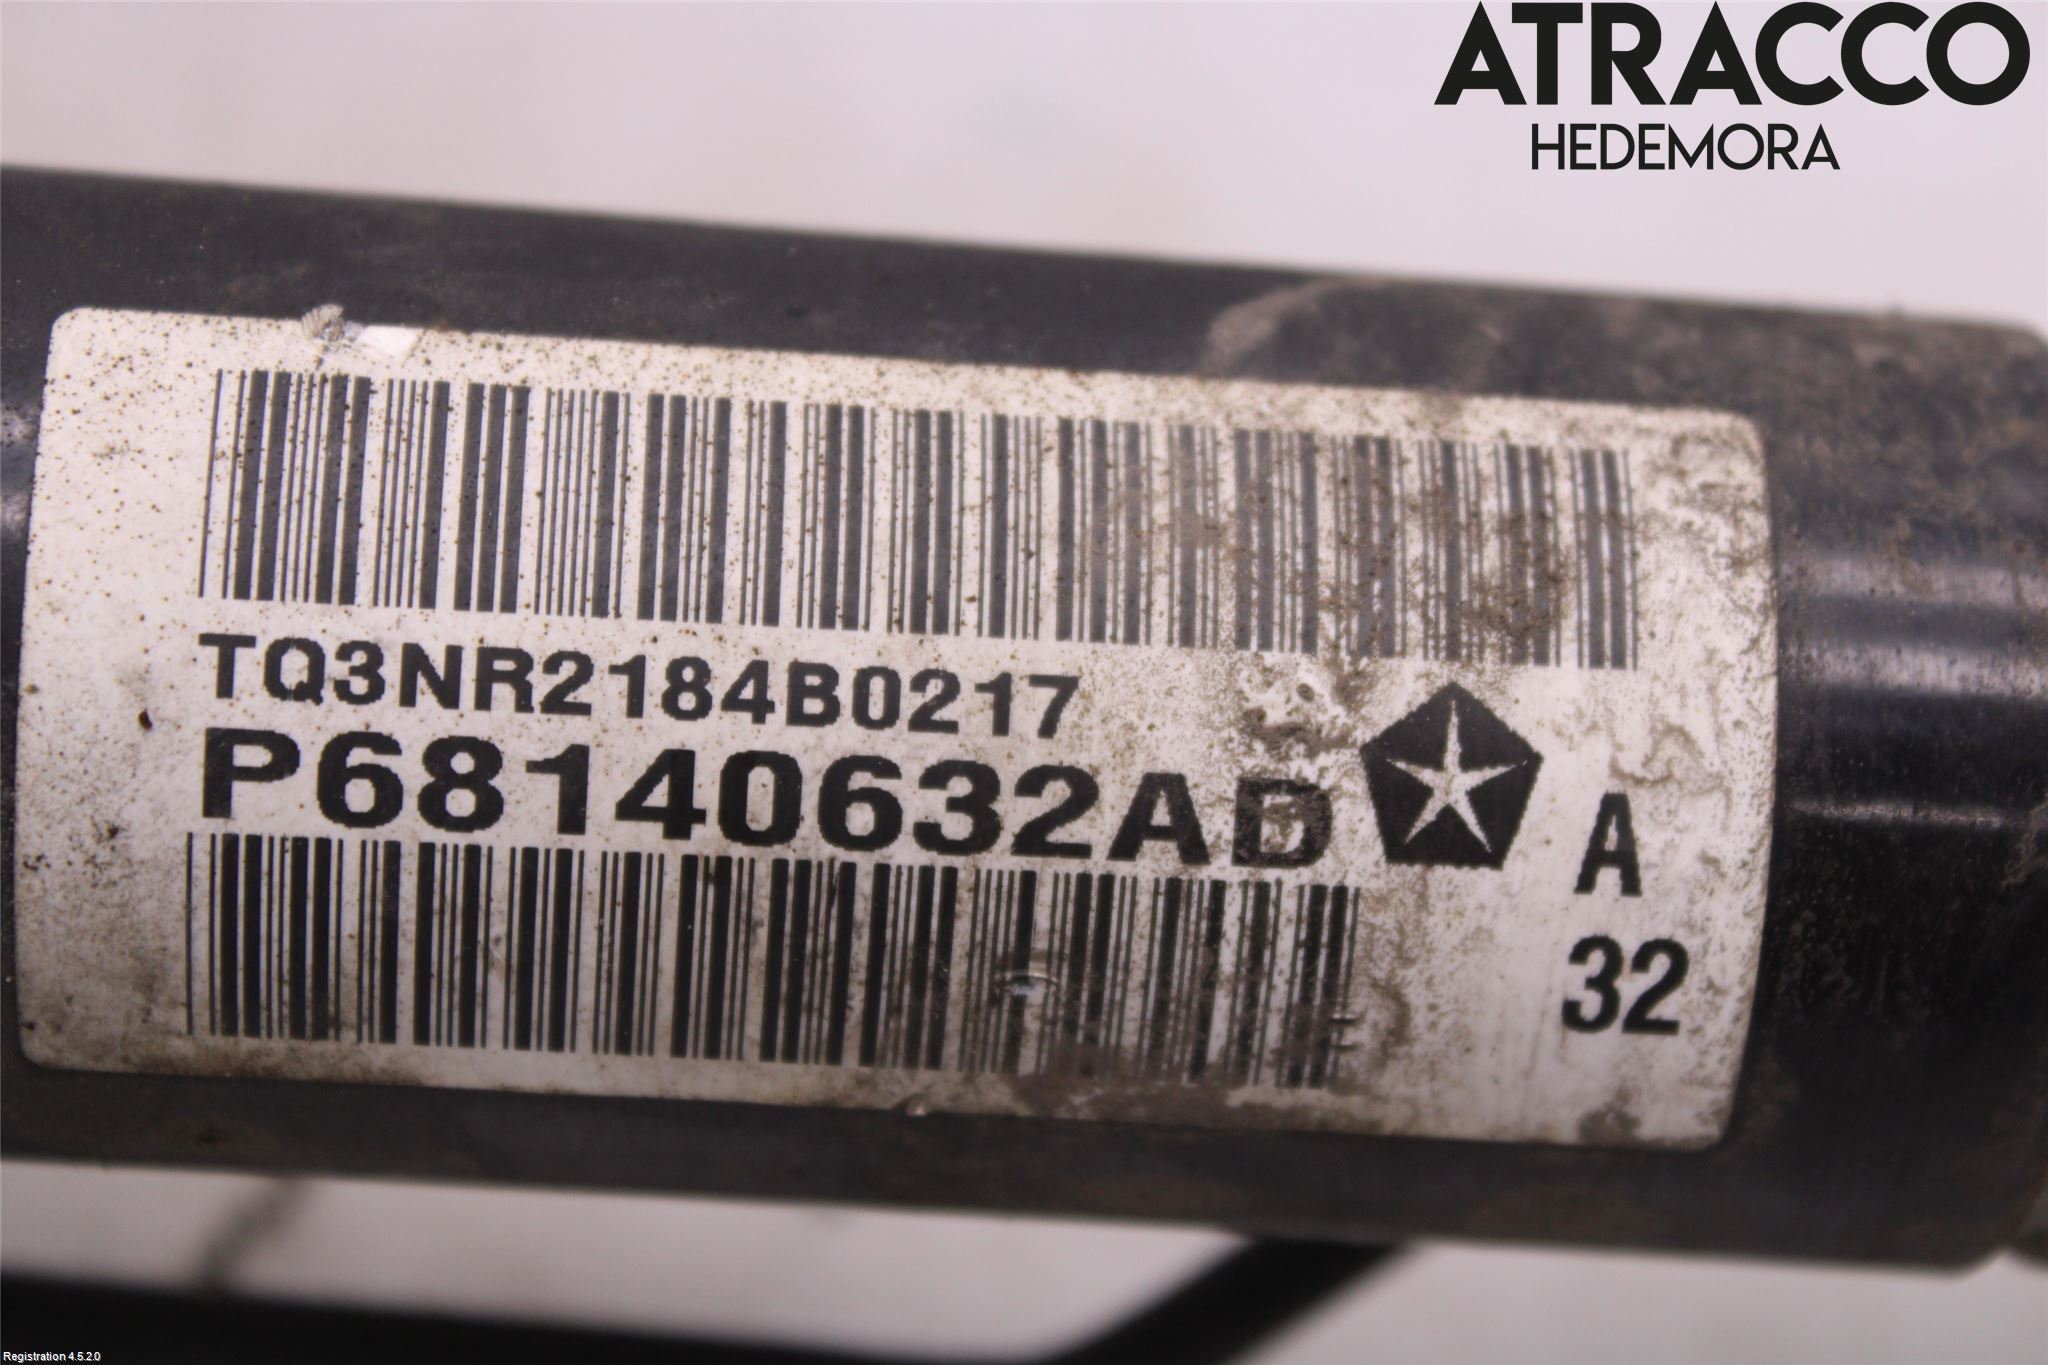 ATRACCO
HEDEMORA
TQ3NR2184B0217
P68140632AD
A
32
Registration 4.5.2.0